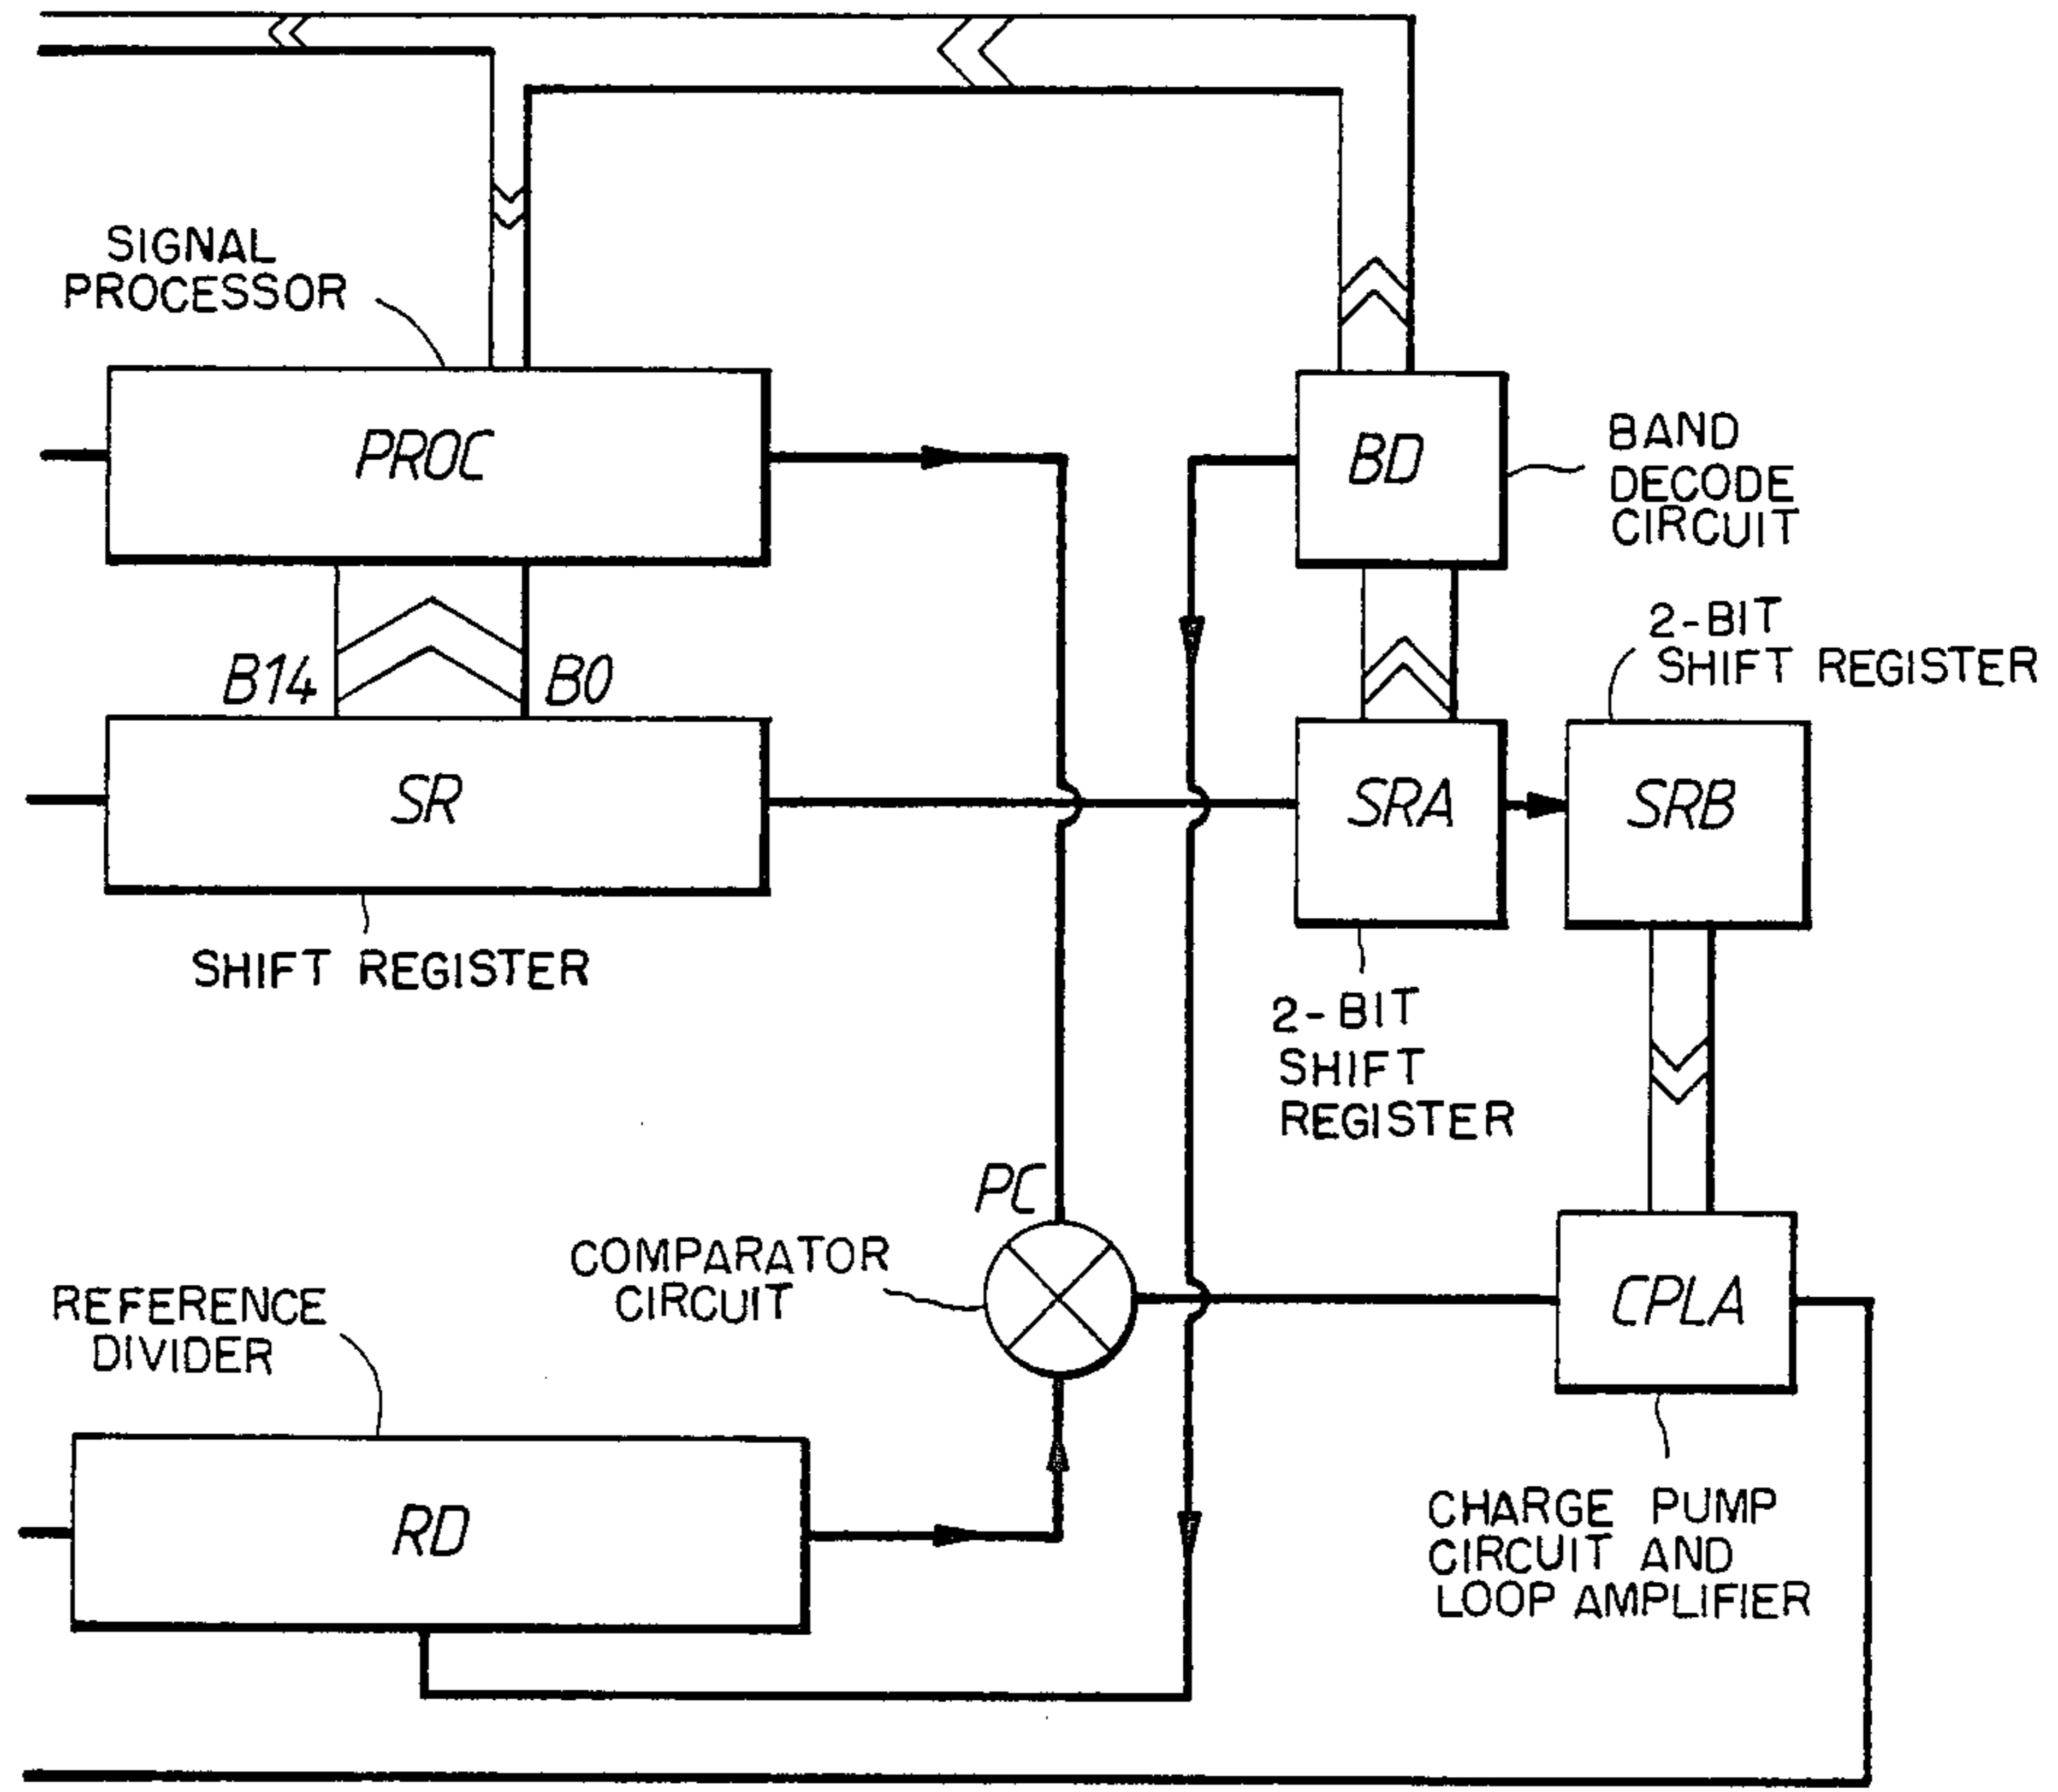 SIGNAL
PROCESSOR
PROC
BD
BAND
DECODE
CIRCUIT
B14
B0
2-BIT
SHIFT REGISTER
SR
SRA
SRB
SHIFT REGISTER
2-BIT
SHIFT
REGISTER
PC
COMPARATOR
CIRCUIT
CPLA
REFERENCE
DIVIDER
RD
CHARGE PUMP
CIRCUIT AND
LOOP AMPLIFIER